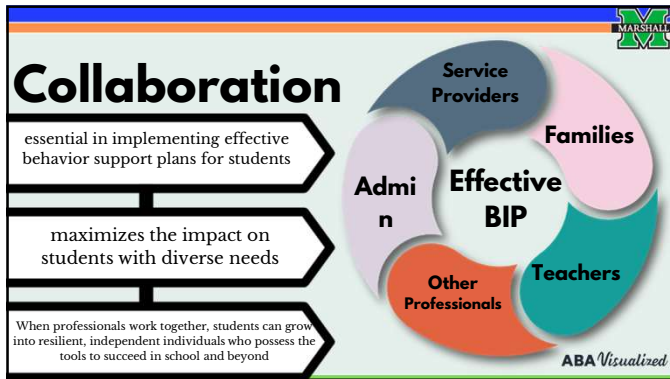 MARSHALL
Collaboration
essential in implementing effective
behavior support plans for students
maximizes the impact on
students with diverse needs
When professionals work together, students can grow
into resilient, independent individuals who possess the
tools to succeed in school and beyond
Service
Providers
Families
Admi
n
Effective
BIP
Teachers
Other
Professionals
ABA Visualized